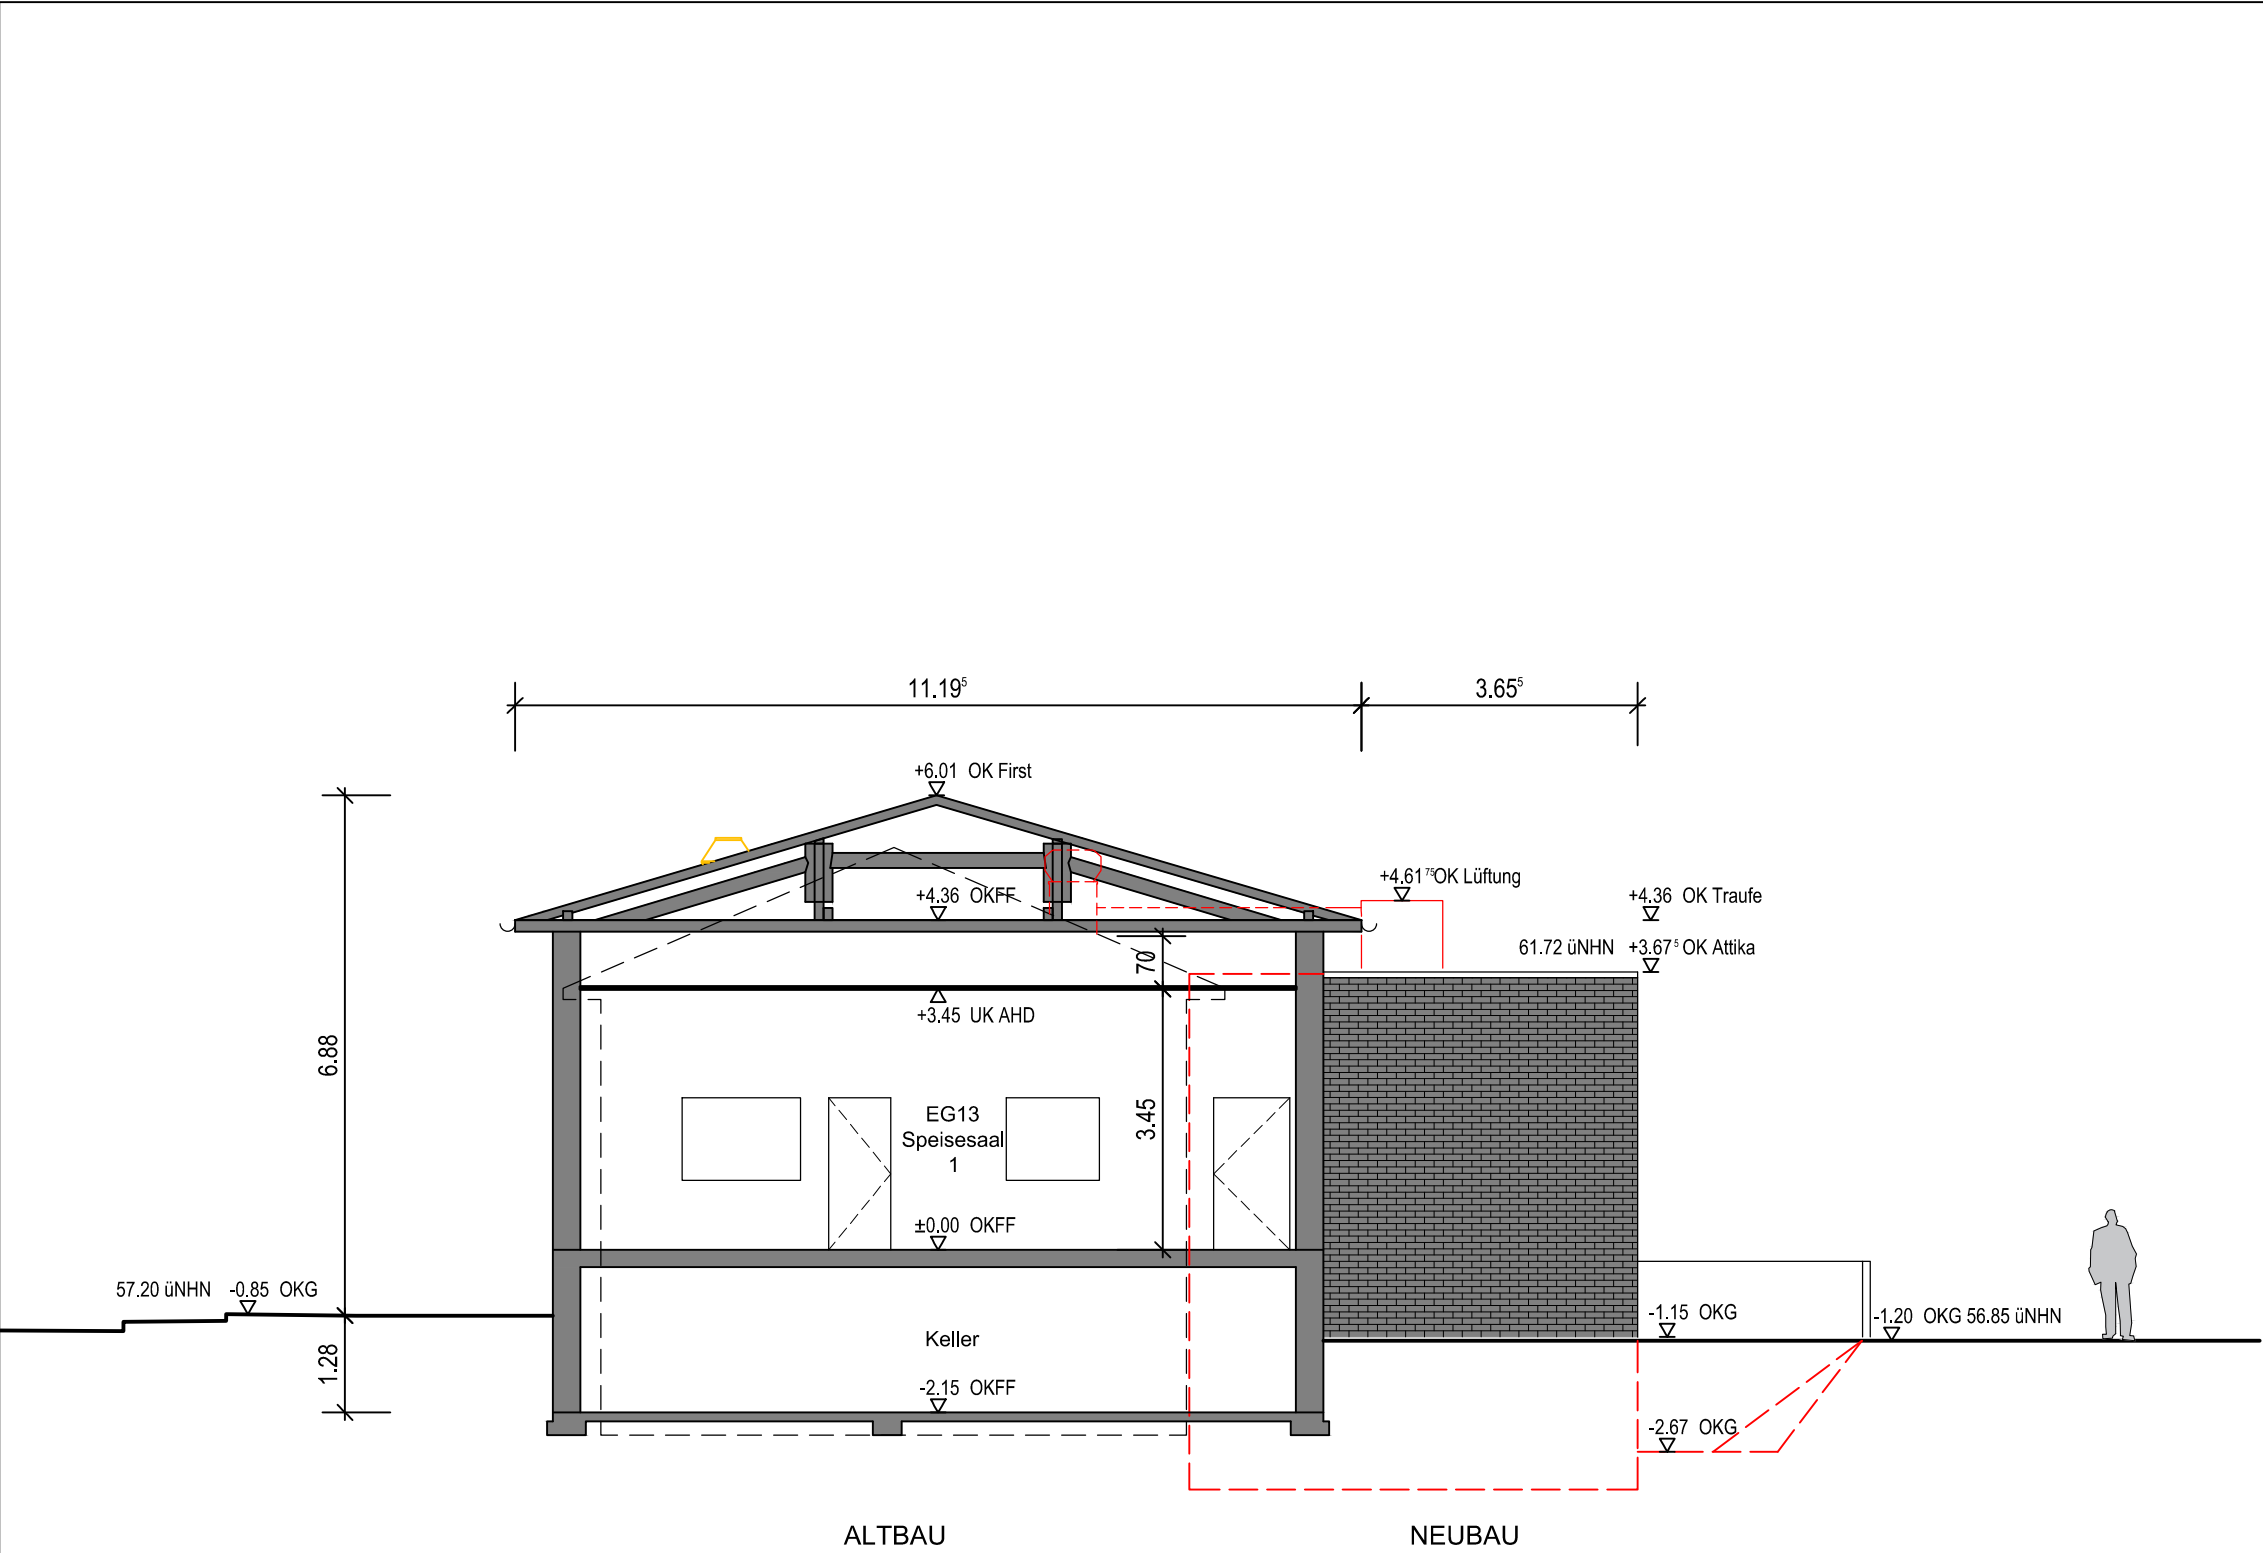 11.19⁵
3.65⁵
+6.01 OK First
+4.61⁷⁵OK Lüftung
+4.36 OKFF
+4.36 OK Traufe
70
61.72 üNHN +3.67⁵ OK Attika
+3.45 UK AHD
6.88
3.45
EG13
Speisesaal
1
±0.00 OKFF
57.20 üNHN -0.85 OKG
-1.15 OKG
-1.20 OKG 56.85 üNHN
Keller
1.28
-2.15 OKFF
-2.67 OKG
ALTBAU
NEUBAU